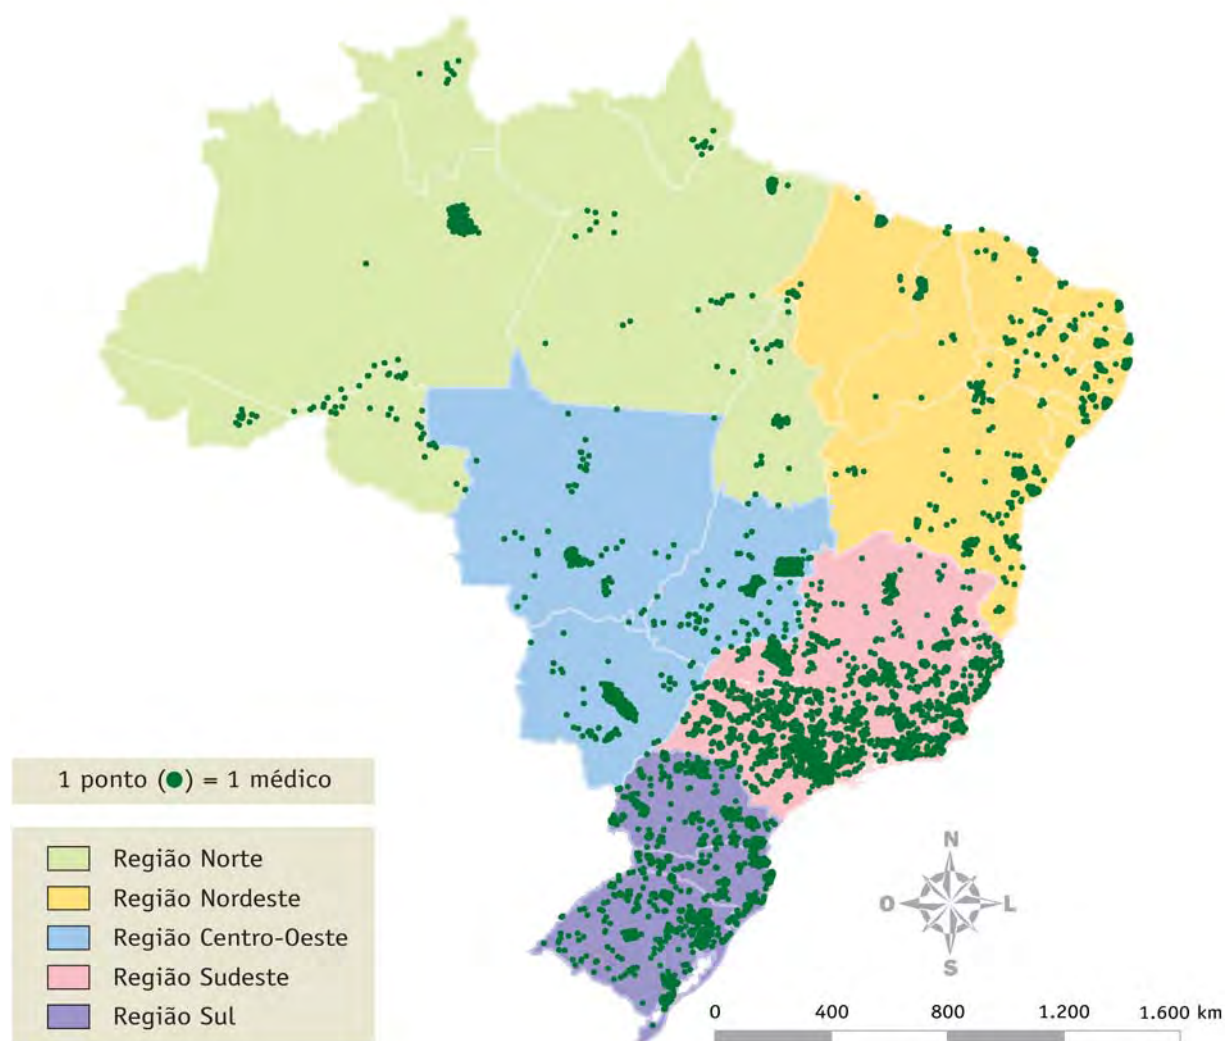 1 ponto (●) = 1 médico
Região Norte
Região Nordeste
Região Centro-Oeste
Região Sudeste
Região Sul
N
O L
S
0 400 800 1.200 1.600 km